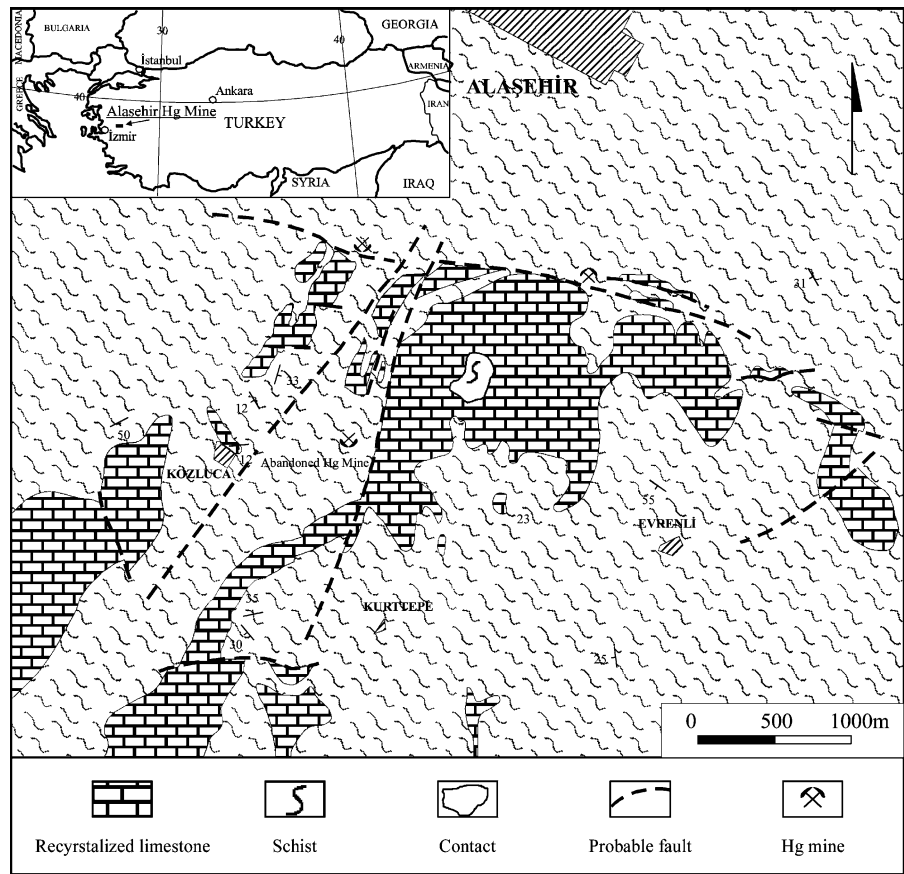 BULGARIA
MACEDONIA
GREECE
30
40
GEORGIA
ARMENIA
IRAN
İstanbul
Ankara
40
Alasehir Hg Mine
TURKEY
İzmir
SYRIA
IRAQ
ALAŞEHİR
31
33
12
50
12
KÖZLUCA
Abandoned Hg Mine
55
23
EVRENLİ
35
KURTTEPE
30
25
0 500 1000m
Recyrstalized limestone
Schist
Contact
Probable fault
Hg mine